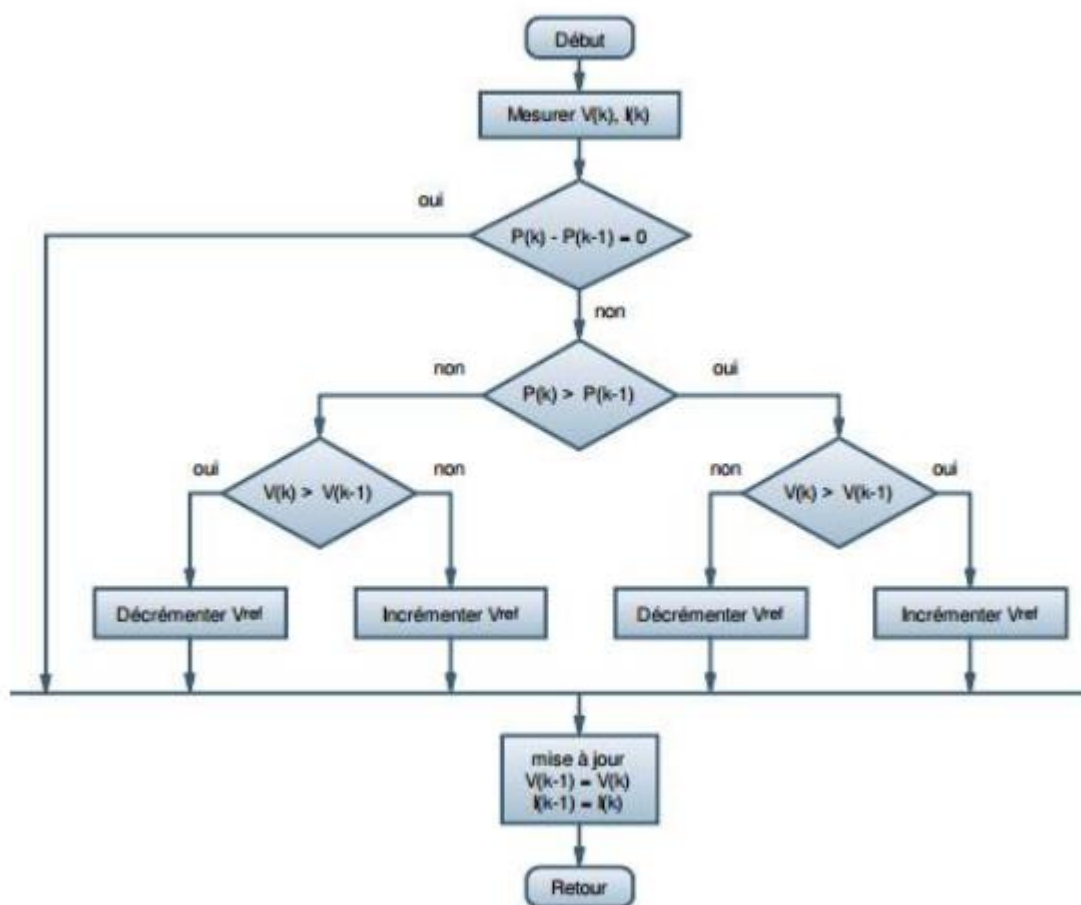 Début
Mesurer V(k), I(k)
oui
P(k) - P(k-1) = 0
non
non
oui
P(k) > P(k-1)
oui
non
non
oui
V(k) > V(k-1)
V(k) > V(k-1)
Décrémenter Vref
Incrémenter Vref
Décrémenter Vref
Incrémenter Vref
mise à jour
V(k-1) = V(k)
I(k-1) = I(k)
Retour